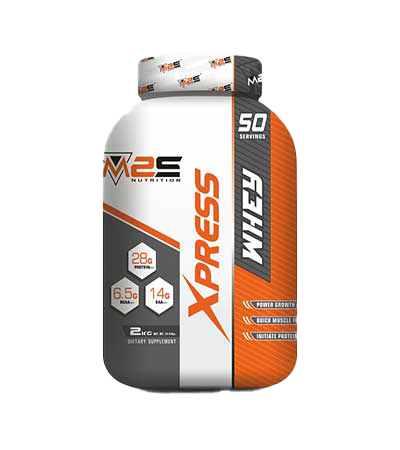 M2S
NUTRITION
50
SERVINGS
XPRESS
WHEY
28G
PROTEIN
6.5G
BCAA
14G
EAA
2KG
DIETARY SUPPLEMENT
POWER GROWTH
QUICK MUSCLE
INITIATE PROTEIN